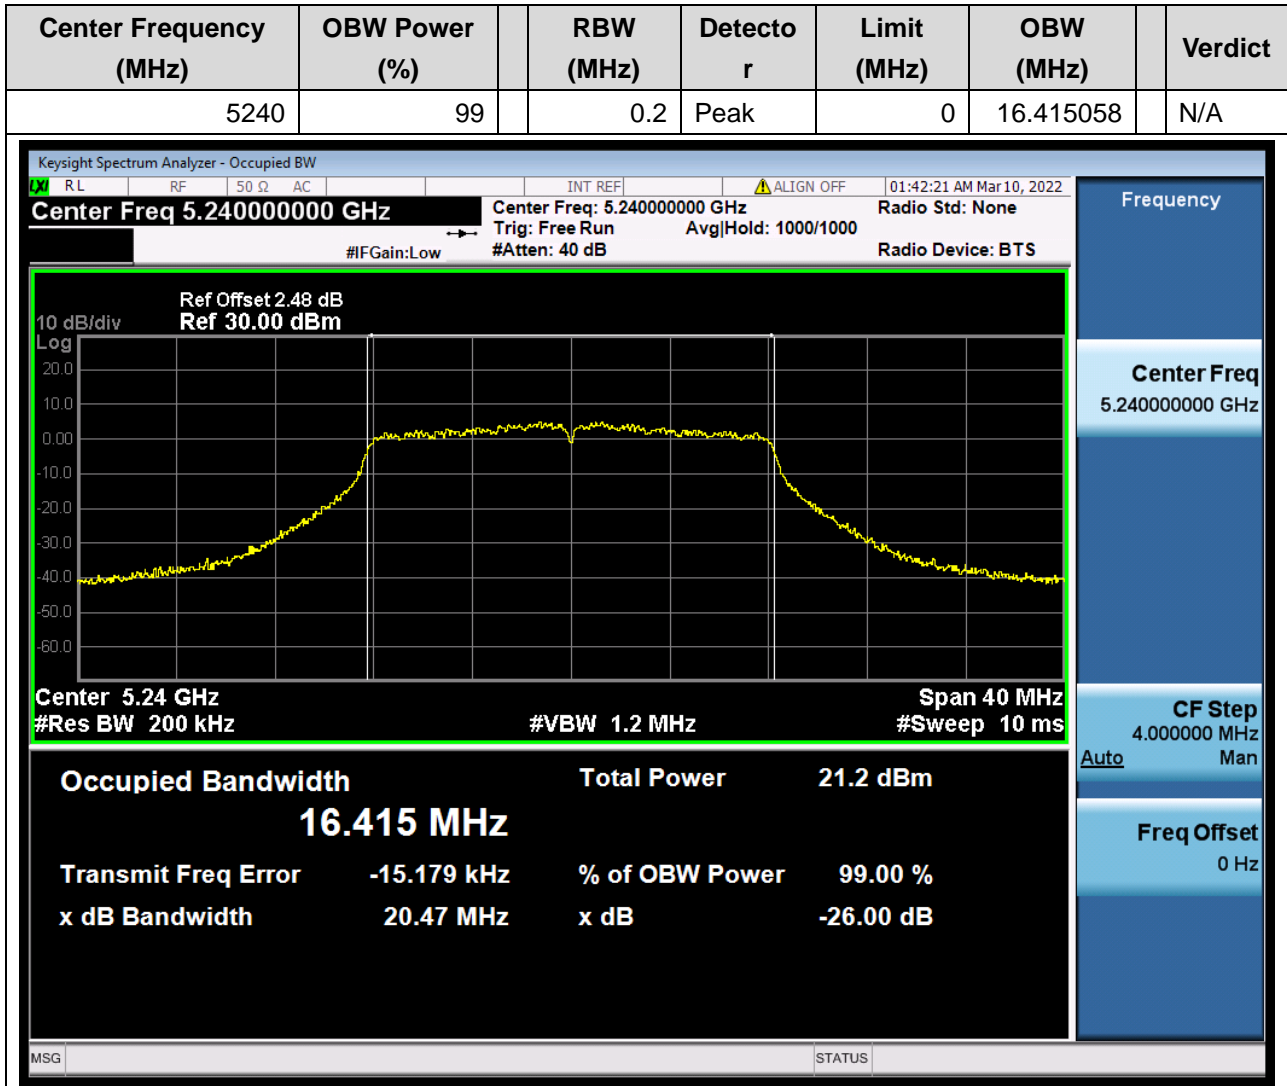 Center Frequency (MHz) OBW Power (%) RBW (MHz) Detecto r Limit (MHz) OBW (MHz) Verdict
5240 99 0.2 Peak 0 16.415058 N/A
Keysight Spectrum Analyzer - Occupied BW
LXI RL RF 50 Ω AC INT REF ALIGN OFF 01:42:21 AM Mar 10, 2022
Center Freq 5.240000000 GHz Center Freq: 5.240000000 GHz Radio Std: None
Trig: Free Run Avg|Hold: 1000/1000
#IFGain:Low #Atten: 40 dB Radio Device: BTS
Frequency
Ref Offset 2.48 dB
10 dB/div Ref 30.00 dBm
Log
20.0
10.0
0.00
-10.0
-20.0
-30.0
-40.0
-50.0
-60.0
Center 5.24 GHz Span 40 MHz
#Res BW 200 kHz #VBW 1.2 MHz #Sweep 10 ms
Center Freq
5.240000000 GHz
CF Step
4.000000 MHz
Auto Man
Freq Offset
0 Hz
Occupied Bandwidth Total Power 21.2 dBm
16.415 MHz
Transmit Freq Error -15.179 kHz % of OBW Power 99.00 %
x dB Bandwidth 20.47 MHz x dB -26.00 dB
MSG STATUS